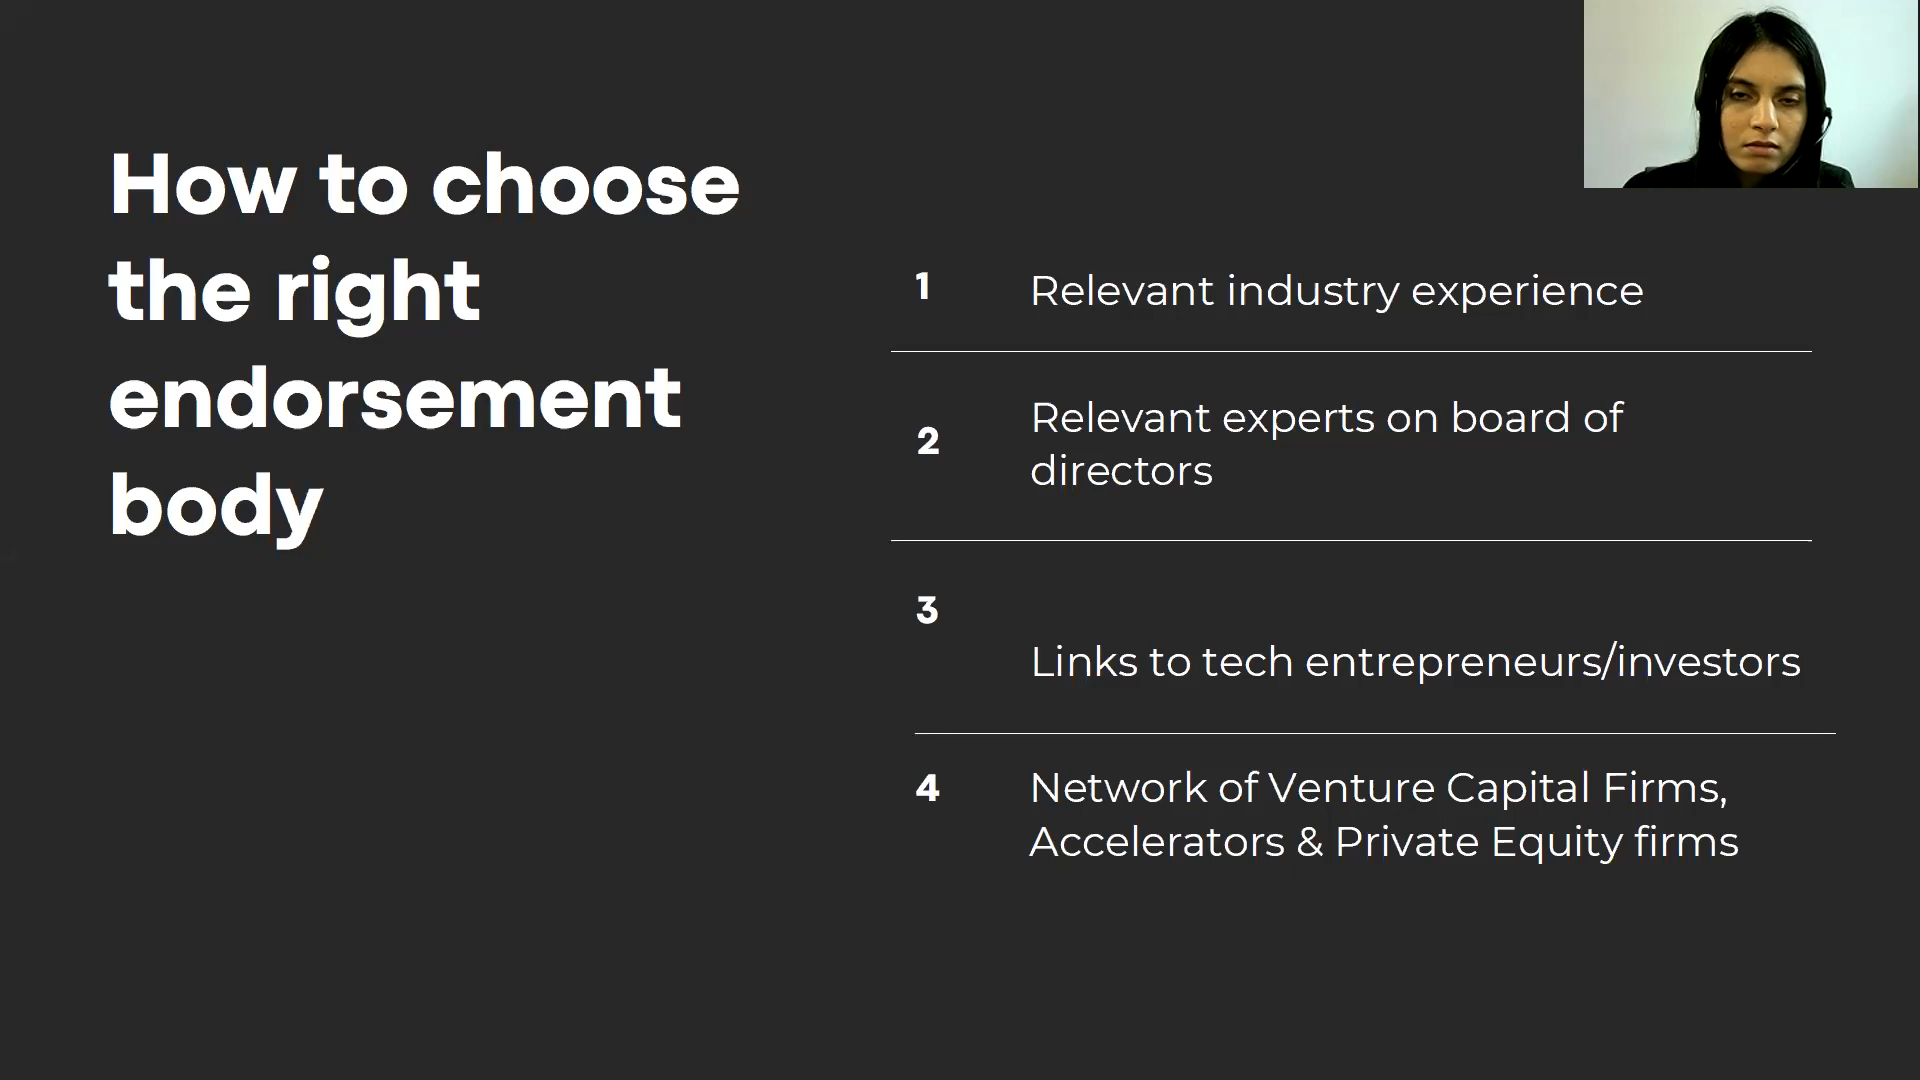 How to choose
the right
endorsement
body
1
Relevant industry experience
2
Relevant experts on board of
directors
3
Links to tech entrepreneurs/investors
4
Network of Venture Capital Firms,
Accelerators & Private Equity firms